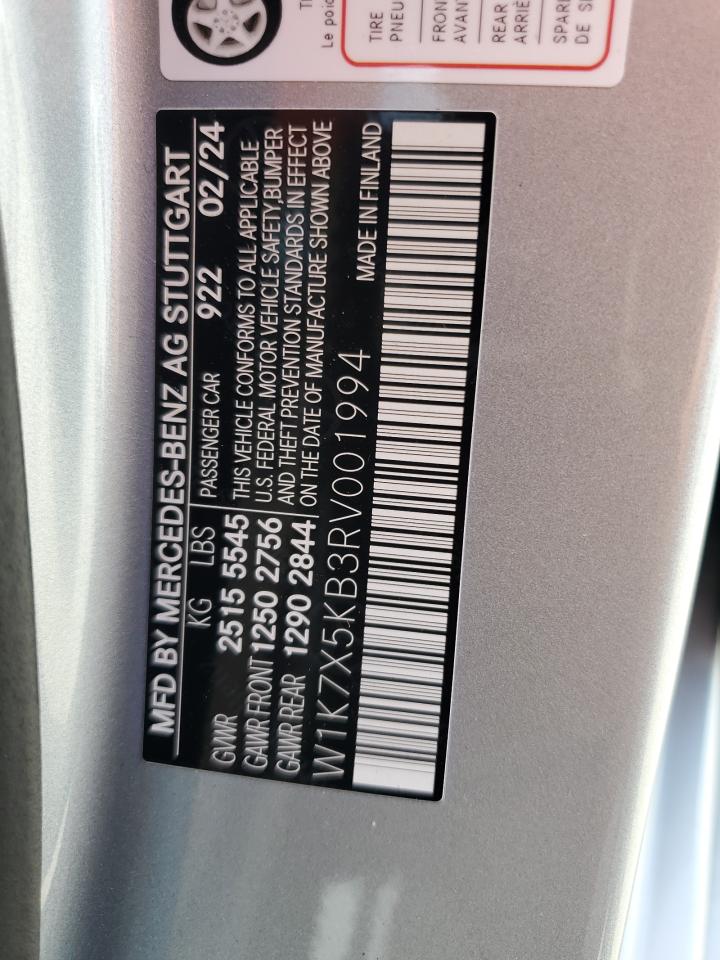 Le poid
TIRE
PNEU
FRONT
AVANT
REAR
ARRIÈ
SPARE
DE SE
MFD BY MERCEDES-BENZ AG STUTTGART
KG LBS PASSENGER CAR 922 02/24
GVWR 2515 5545 THIS VEHICLE CONFORMS TO ALL APPLICABLE
GAWR FRONT 1250 2756 U.S. FEDERAL MOTOR VEHICLE SAFETY,BUMPER
GAWR REAR 1290 2844 AND THEFT PREVENTION STANDARDS IN EFFECT
ON THE DATE OF MANUFACTURE SHOWN ABOVE
W1K7X5KB3RV001994 MADE IN FINLAND